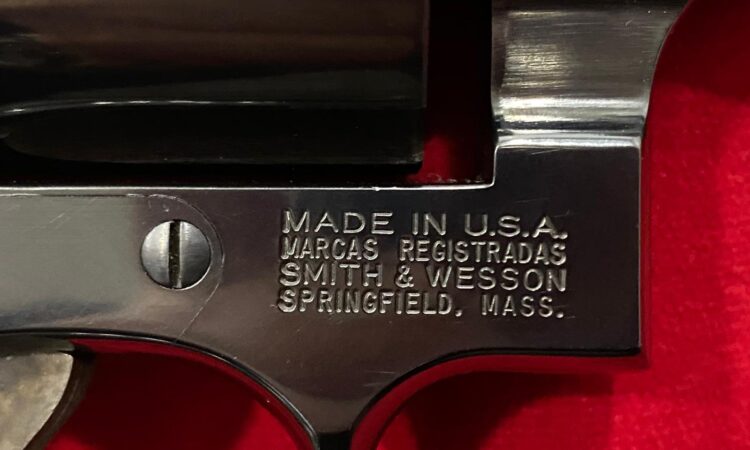 MADE IN U.S.A.
MARCAS REGISTRADAS
SMITH & WESSON
SPRINGFIELD, MASS.